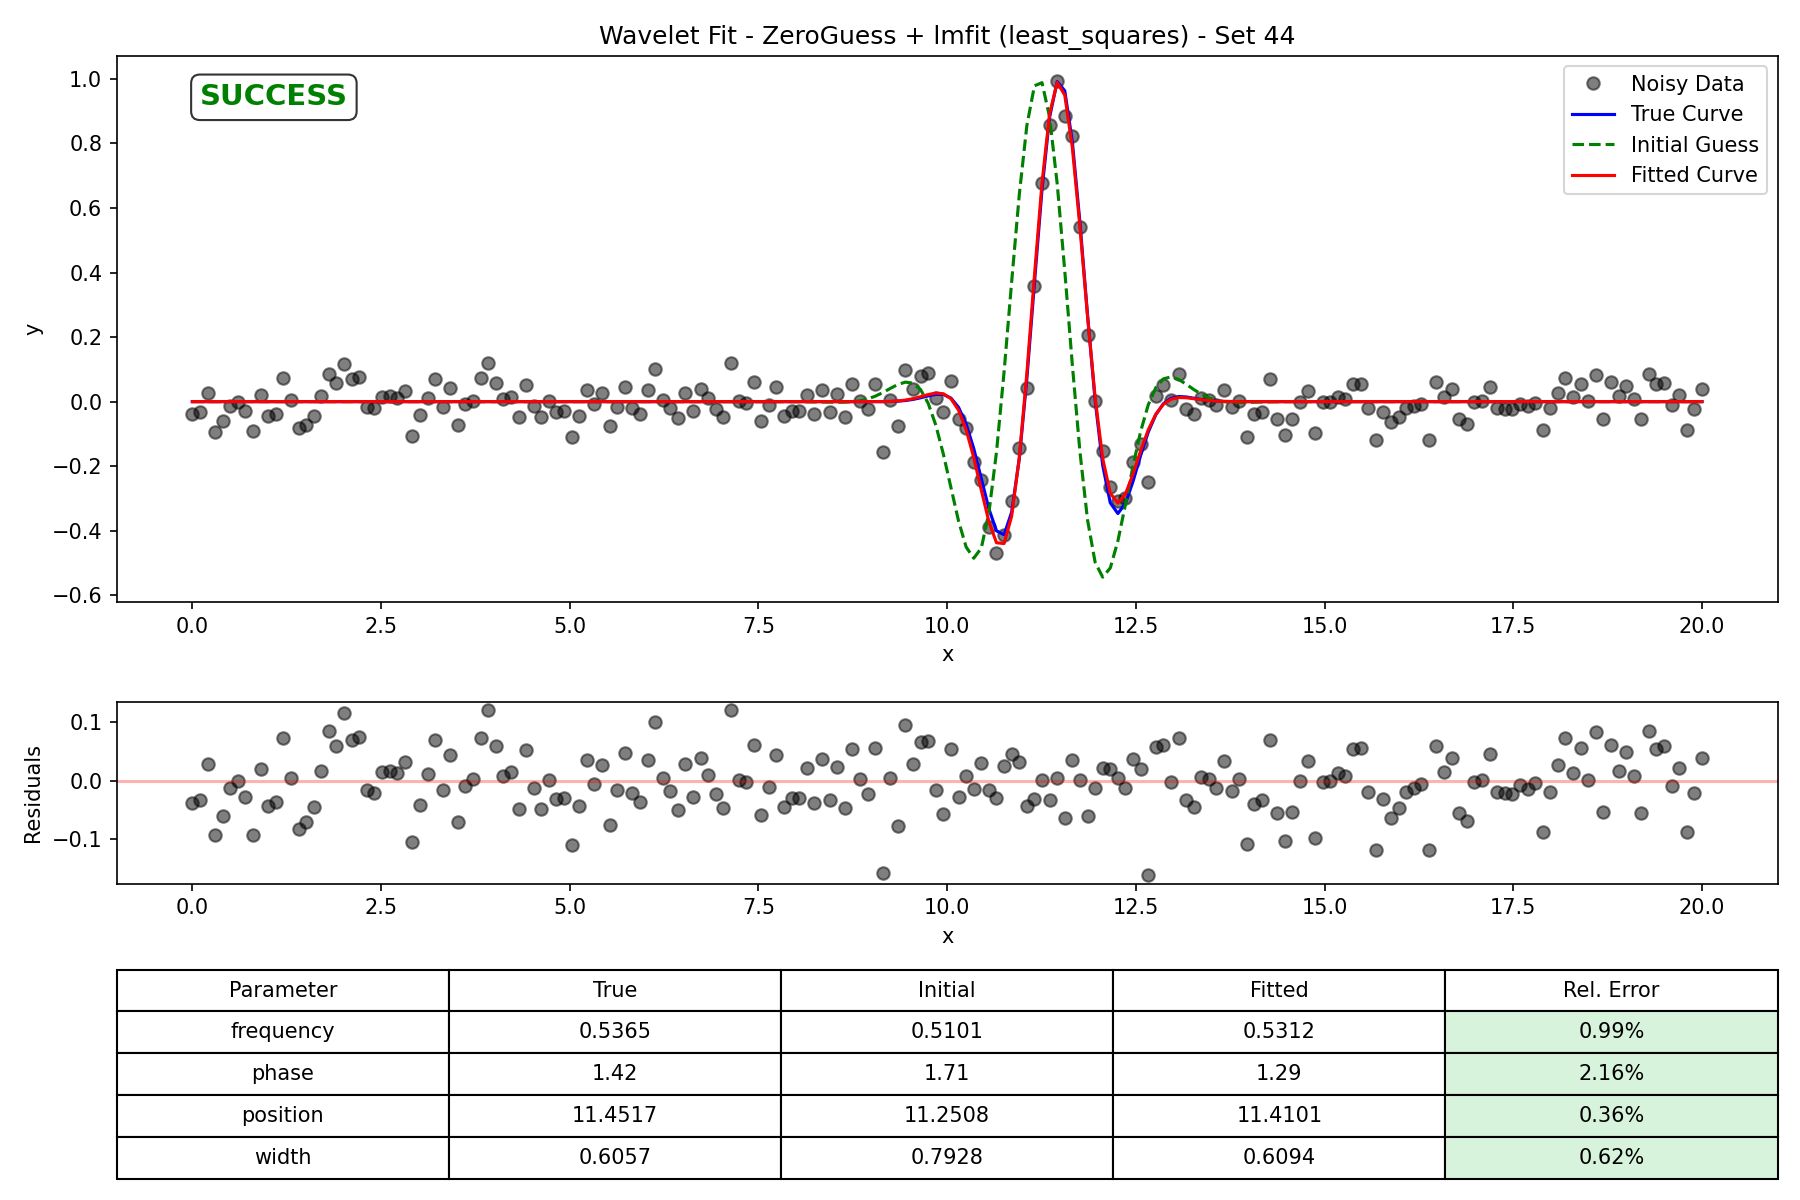 Wavelet Fit - ZeroGuess + lmfit (least_squares) - Set 44
SUCCESS
Noisy Data
True Curve
Initial Guess
Fitted Curve
1.0
0.8
0.6
0.4
0.2
0.0
−0.2
−0.4
−0.6
y
0.0 2.5 5.0 7.5 10.0 12.5 15.0 17.5 20.0
x
0.1
0.0
−0.1
Residuals
0.0 2.5 5.0 7.5 10.0 12.5 15.0 17.5 20.0
x
Parameter True Initial Fitted Rel. Error
frequency 0.5365 0.5101 0.5312 0.99%
phase 1.42 1.71 1.29 2.16%
position 11.4517 11.2508 11.4101 0.36%
width 0.6057 0.7928 0.6094 0.62%